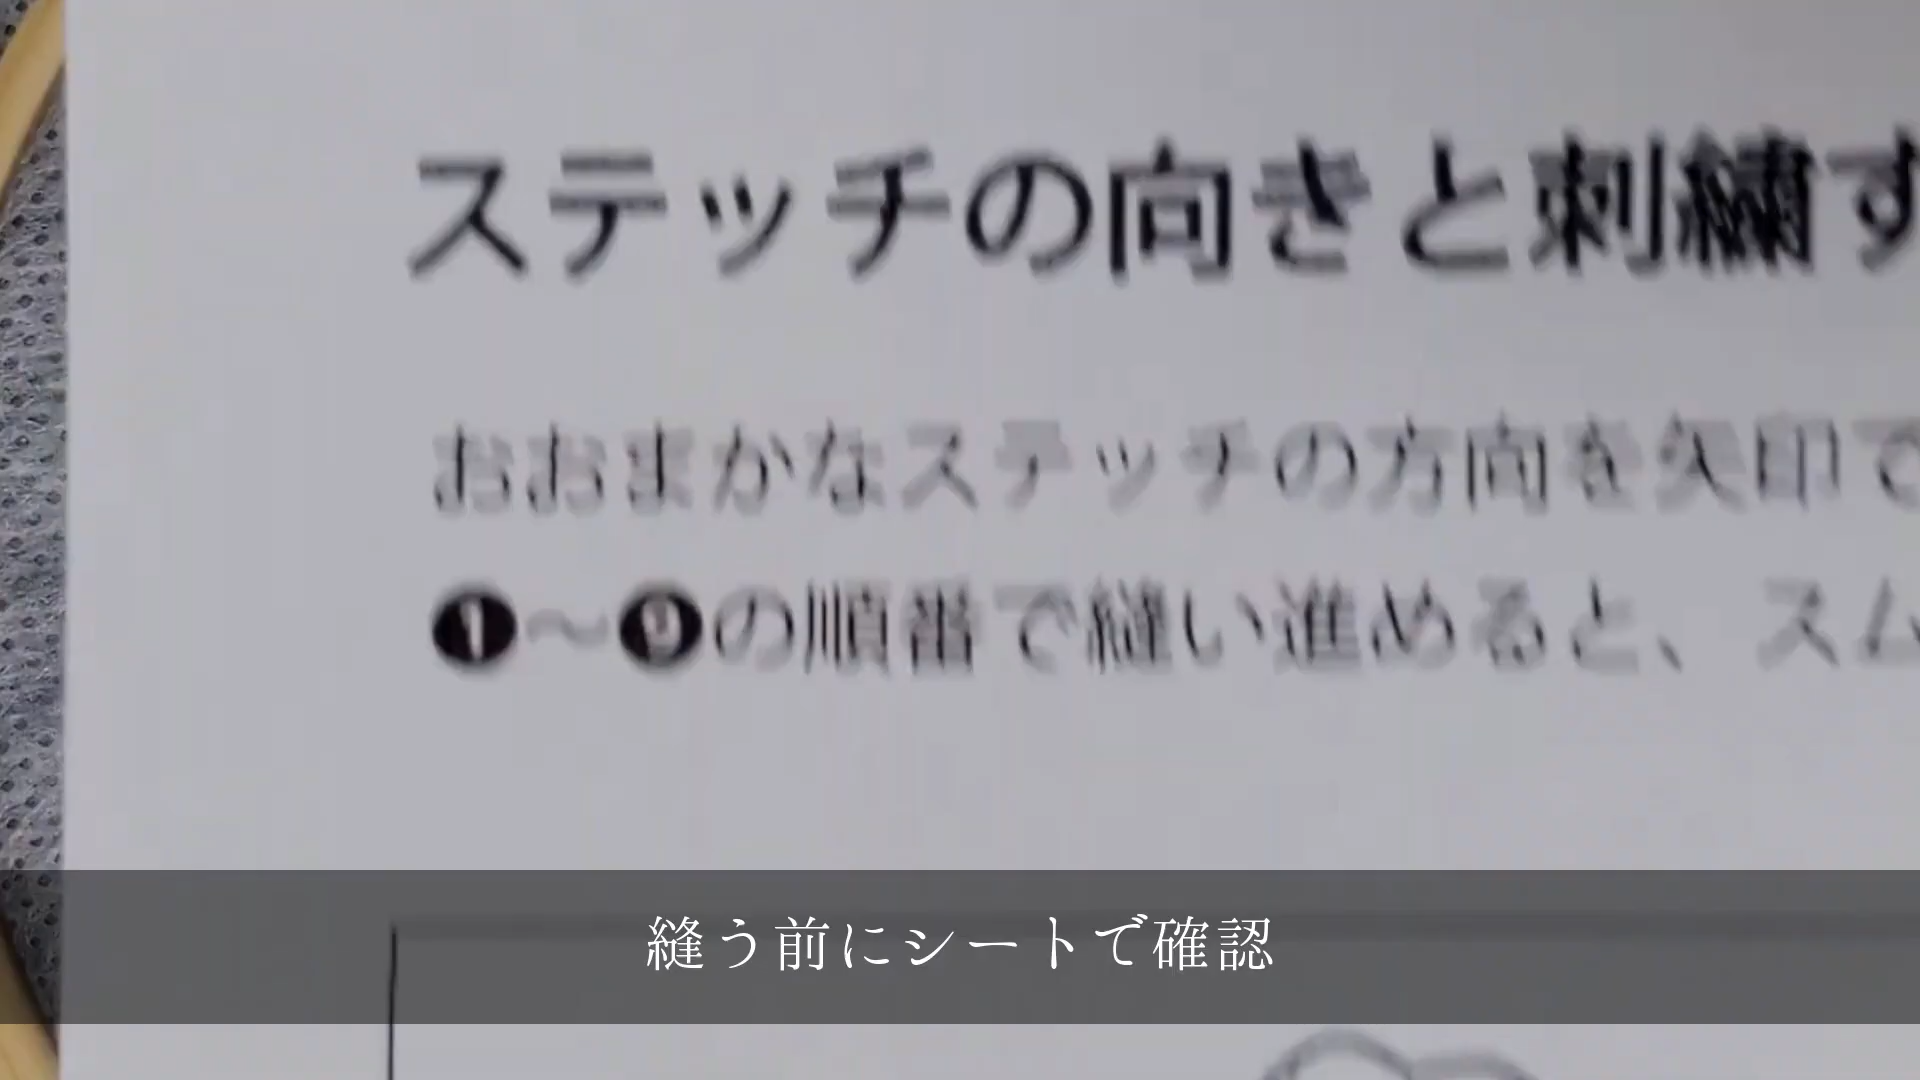 ステッチの向きと刺繍す
おおまかなステッチの方向を矢印で
❶～❾の順番で縫い進めると、スム
縫う前にシートで確認